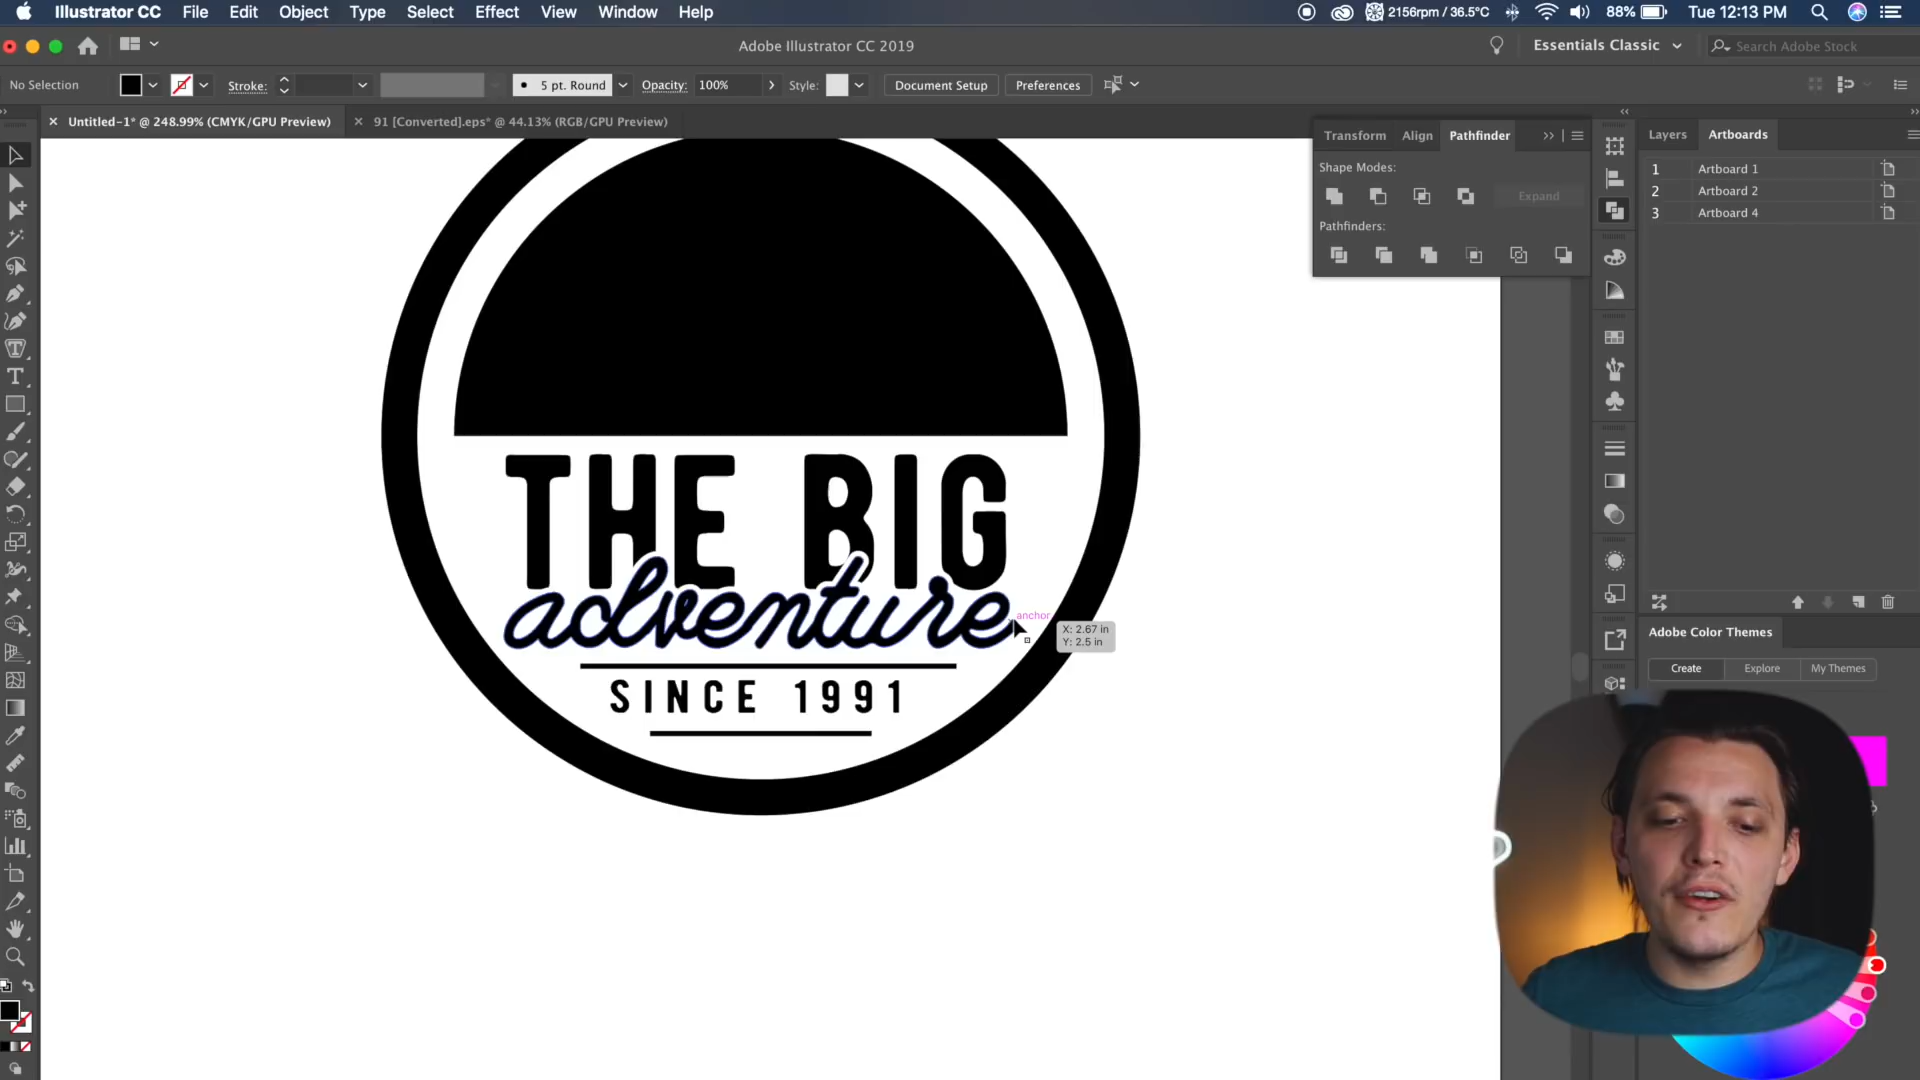 Illustrator CC File Edit Object Type Select Effect View Window Help 2156rpm / 36.5°C 88% Tue 12:13 PM
Adobe Illustrator CC 2019 Essentials Classic Search Adobe Stock
No Selection Stroke: 5 pt. Round Opacity: 100% Style: Document Setup Preferences
Untitled-1* @ 248.99% (CMYK/GPU Preview) 91 [Converted].eps* @ 44.13% (RGB/GPU Preview)
Transform Align Pathfinder
Layers Artboards
Shape Modes:
Expand
Pathfinders:
1 Artboard 1
2 Artboard 2
3 Artboard 4
THE BIG
adventure
anchor
X: 2.67 in
Y: 2.5 in
SINCE 1991
Adobe Color Themes
Create Explore My Themes